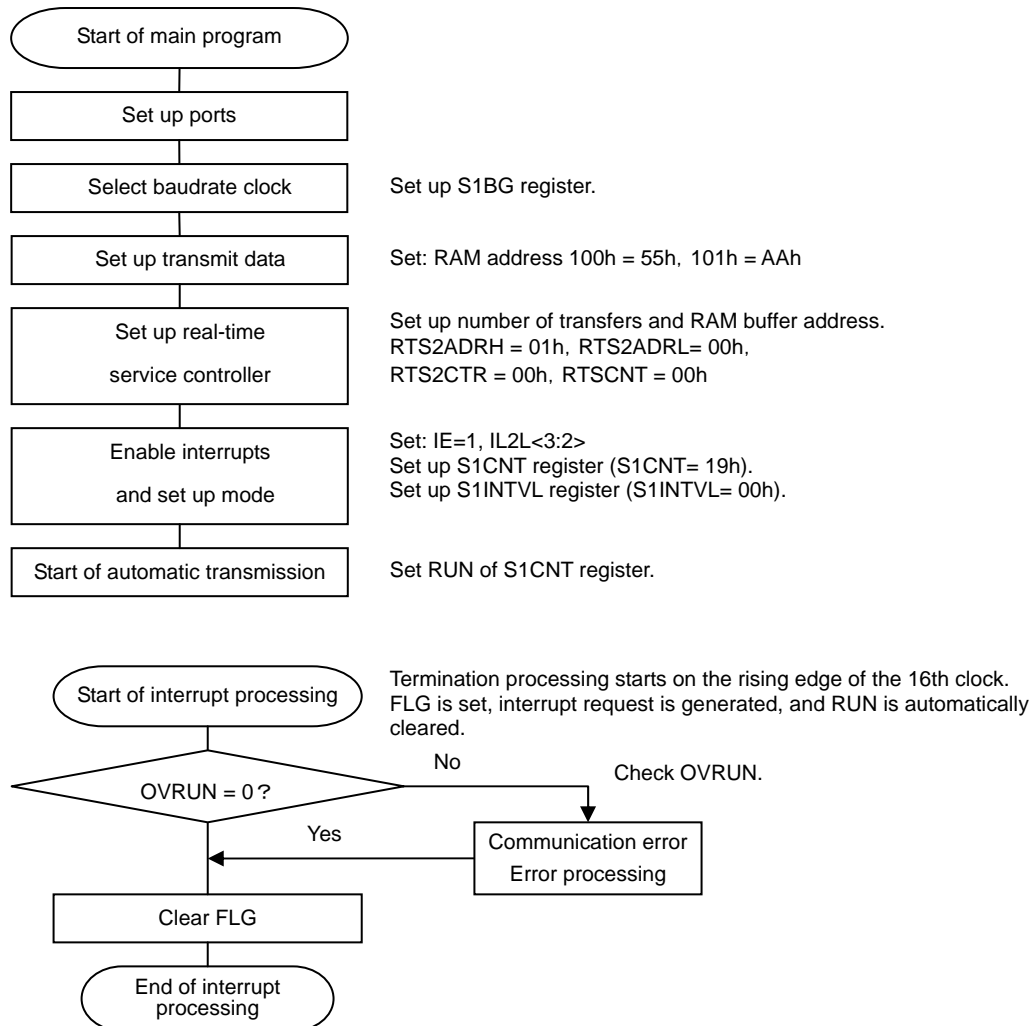 Start of main program
Set up ports
Select baudrate clock
Set up S1BG register.
Set up transmit data
Set: RAM address 100h = 55h, 101h = AAh
Set up real-time
service controller
Set up number of transfers and RAM buffer address.
RTS2ADRH = 01h, RTS2ADRL= 00h,
RTS2CTR = 00h, RTSCNT = 00h
Enable interrupts
and set up mode
Set: IE=1, IL2L<3:2>
Set up S1CNT register (S1CNT= 19h).
Set up S1INTVL register (S1INTVL= 00h).
Start of automatic transmission
Set RUN of S1CNT register.
Start of interrupt processing
Termination processing starts on the rising edge of the 16th clock.
FLG is set, interrupt request is generated, and RUN is automatically
cleared.
OVRUN = 0?
No
Check OVRUN.
Yes
Communication error
Error processing
Clear FLG
End of interrupt
processing